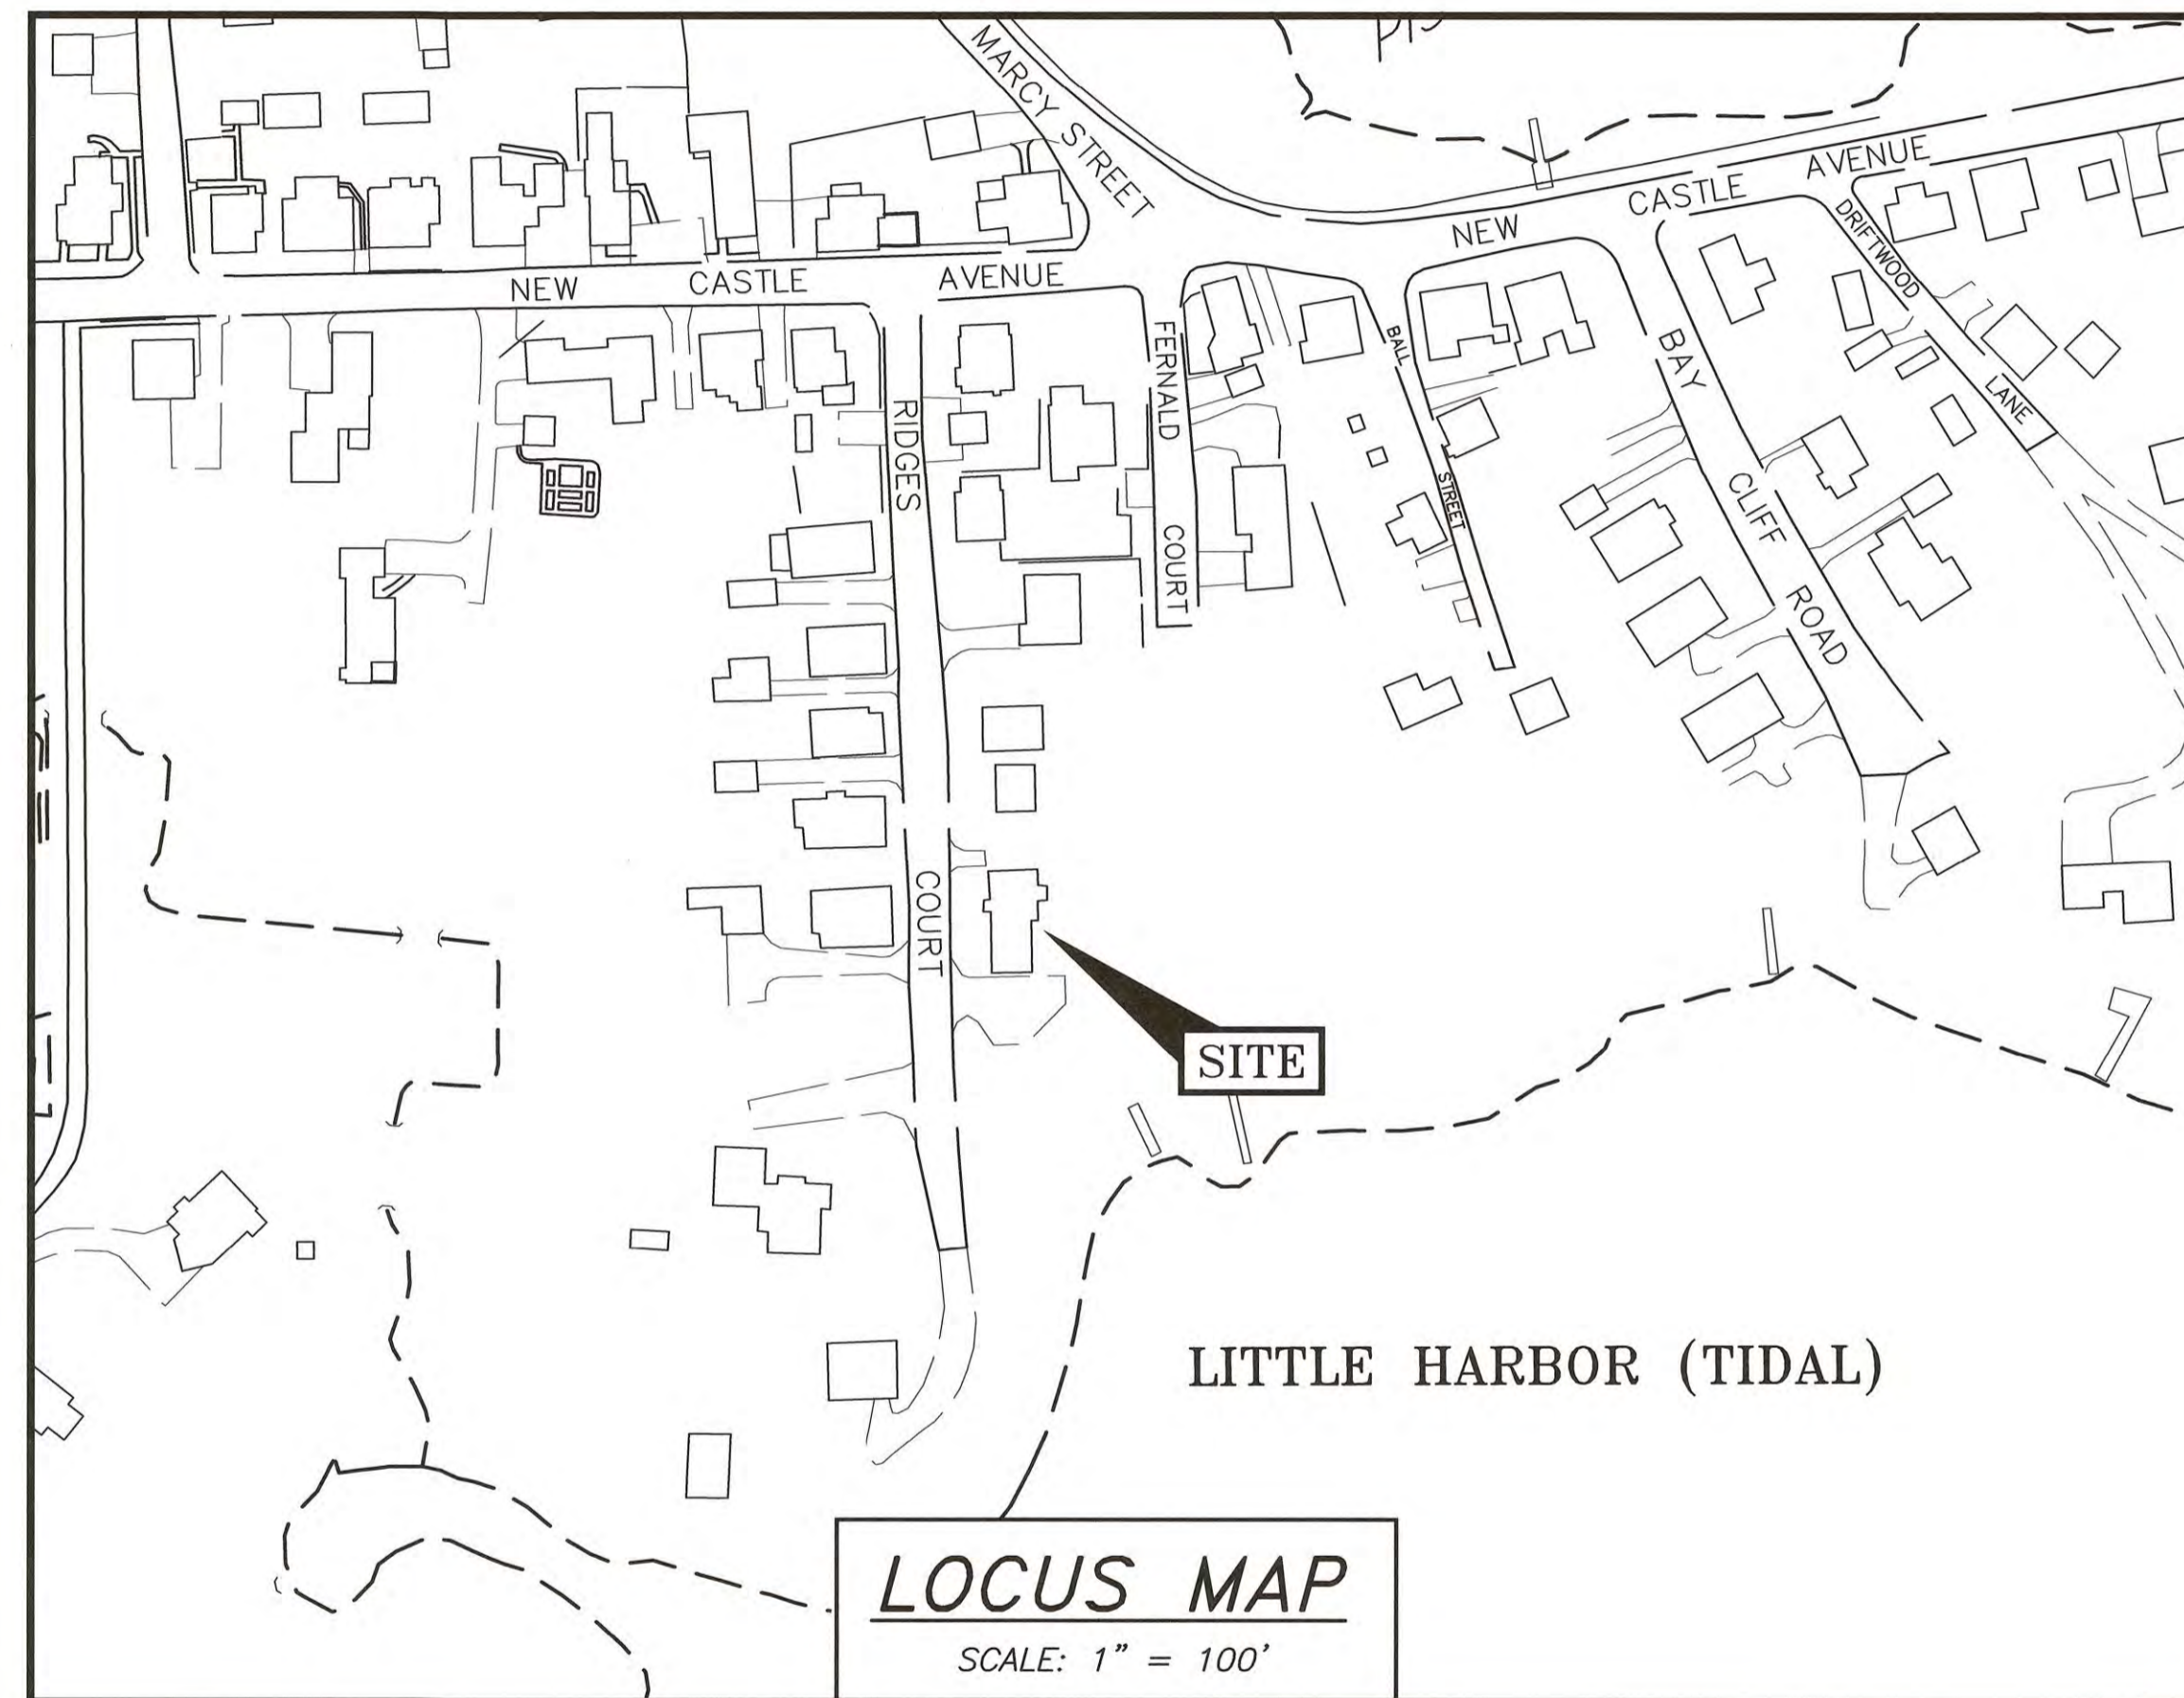 MARCY STREET
NEW CASTLE AVENUE
NEW CASTLE AVENUE
DRIFTWOOD LANE
FERNALD COURT
BALL STREET
BAY CLIFF ROAD
RIDGES COURT
SITE
LITTLE HARBOR (TIDAL)
LOCUS MAP
SCALE: 1" = 100'